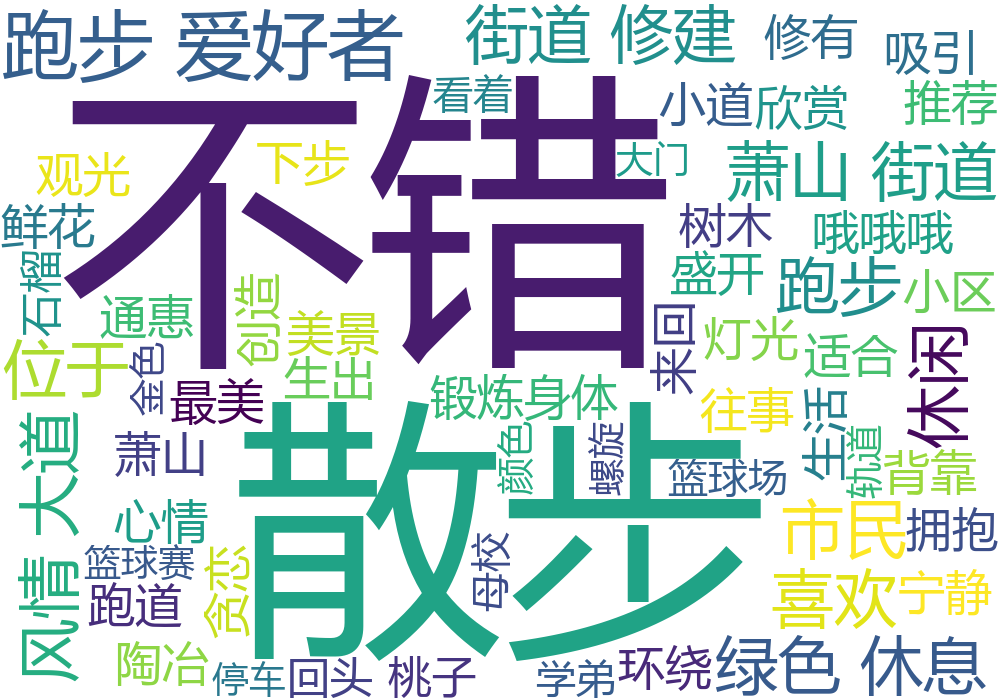 跑步 爱好者
街道 修建
修有
吸引
看着
小道
欣赏
推荐
不错
观光
下步
大门
萧山 街道
鲜花
树木
哦哦哦
石榴
通惠
创造
美景
盛开
跑步
小区
位于
金色
最美
生出
来回
灯光
适合
休闲
锻炼身体
往事
生活
风情 大道
萧山
散步
颜色
螺旋
篮球场
轨道
背靠
心情
市民
拥抱
篮球赛
跑道
贪恋
母校
喜欢
宁静
陶冶
停车
回头
桃子
学弟
环绕
绿色 休息